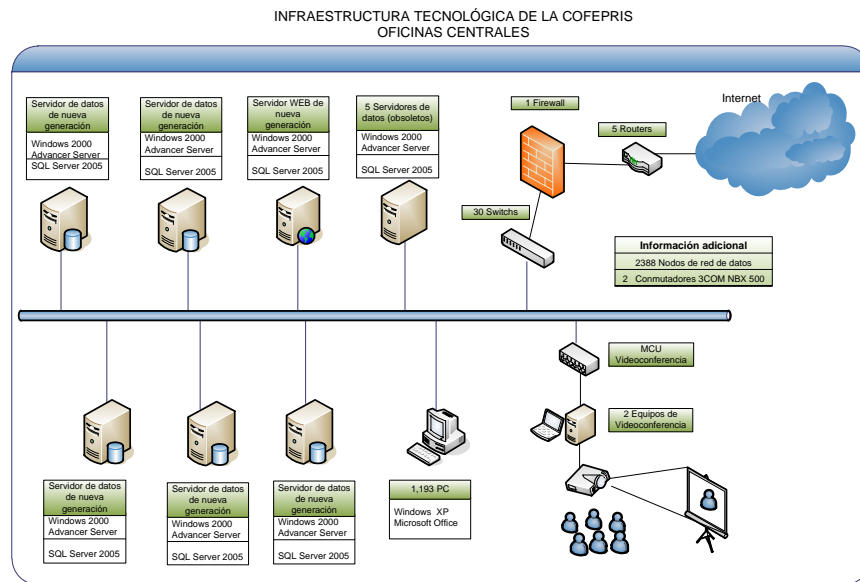 INFRAESTRUCTURA TECNOLÓGICA DE LA COFEPRIS
OFICINAS CENTRALES
Servidor de datos
de nueva
generación
Windows 2000
Advancer Server
SQL Server 2005
Servidor de datos
de nueva
generación
Windows 2000
Advancer Server
SQL Server 2005
Servidor WEB de
nueva
generación
Windows 2000
Advancer Server
SQL Server 2005
5 Servidores de
datos (obsoletos)
Windows 2000
Advancer Server
SQL Server 2005
1 Firewall
5 Routers
Internet
30 Switchs
Información adicional
2388 Nodos de red de datos
2 Conmutadores 3COM NBX 500
MCU
Videoconferencia
2 Equipos de
Videoconferencia
Servidor de datos
de nueva
generación
Windows 2000
Advancer Server
SQL Server 2005
Servidor de datos
de nueva
generación
Windows 2000
Advancer Server
SQL Server 2005
Servidor de datos
de nueva
generación
Windows 2000
Advancer Server
SQL Server 2005
1,193 PC
Windows XP
Microsoft Office